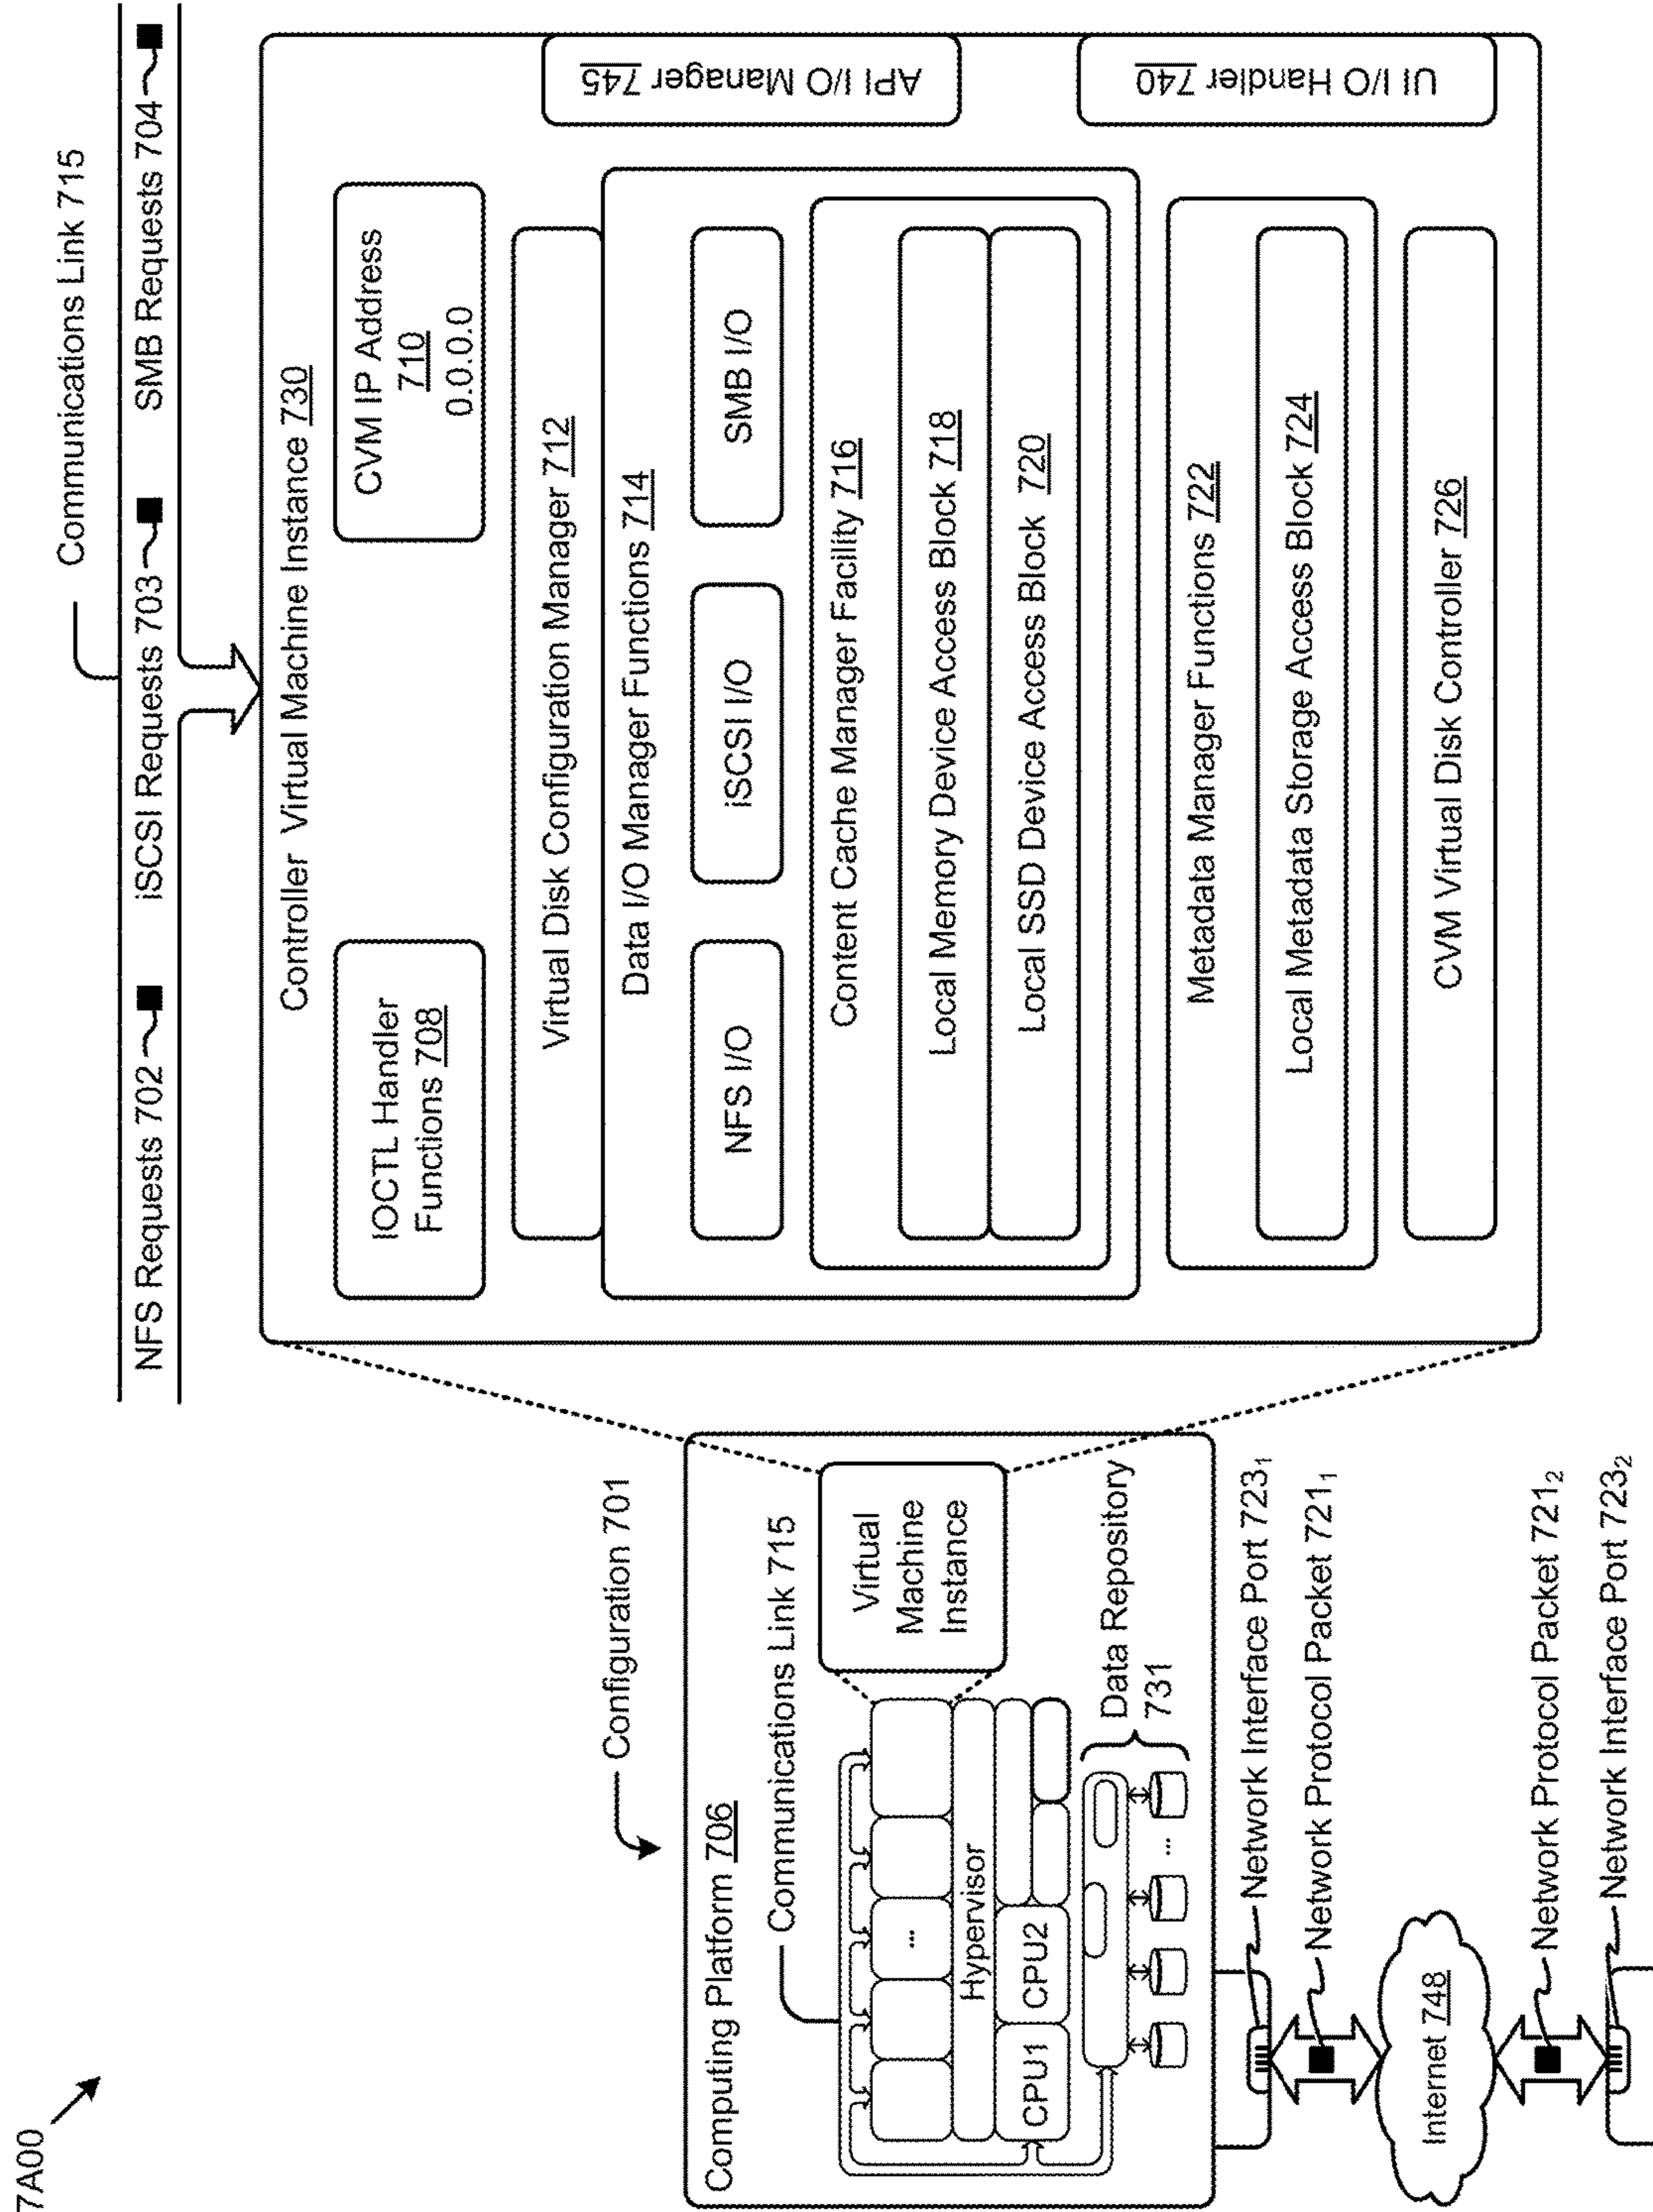 7A00
Configuration 701
Computing Platform 706
Communications Link 715
...
Hypervisor
CPU1
CPU2
Virtual
Machine
Instance
Data Repository
731
...
Network Interface Port 723₁
Network Protocol Packet 721₁
Internet 748
Network Protocol Packet 721₂
Network Interface Port 723₂
Communications Link 715
NFS Requests 702
iSCSI Requests 703
SMB Requests 704
Controller Virtual Machine Instance 730
IOCTL Handler
Functions 708
CVM IP Address
710
0.0.0.0
Virtual Disk Configuration Manager 712
Data I/O Manager Functions 714
NFS I/O
iSCSI I/O
SMB I/O
Content Cache Manager Facility 716
Local Memory Device Access Block 718
Local SSD Device Access Block 720
Metadata Manager Functions 722
Local Metadata Storage Access Block 724
CVM Virtual Disk Controller 726
API I/O Manager 745
UI I/O Handler 740